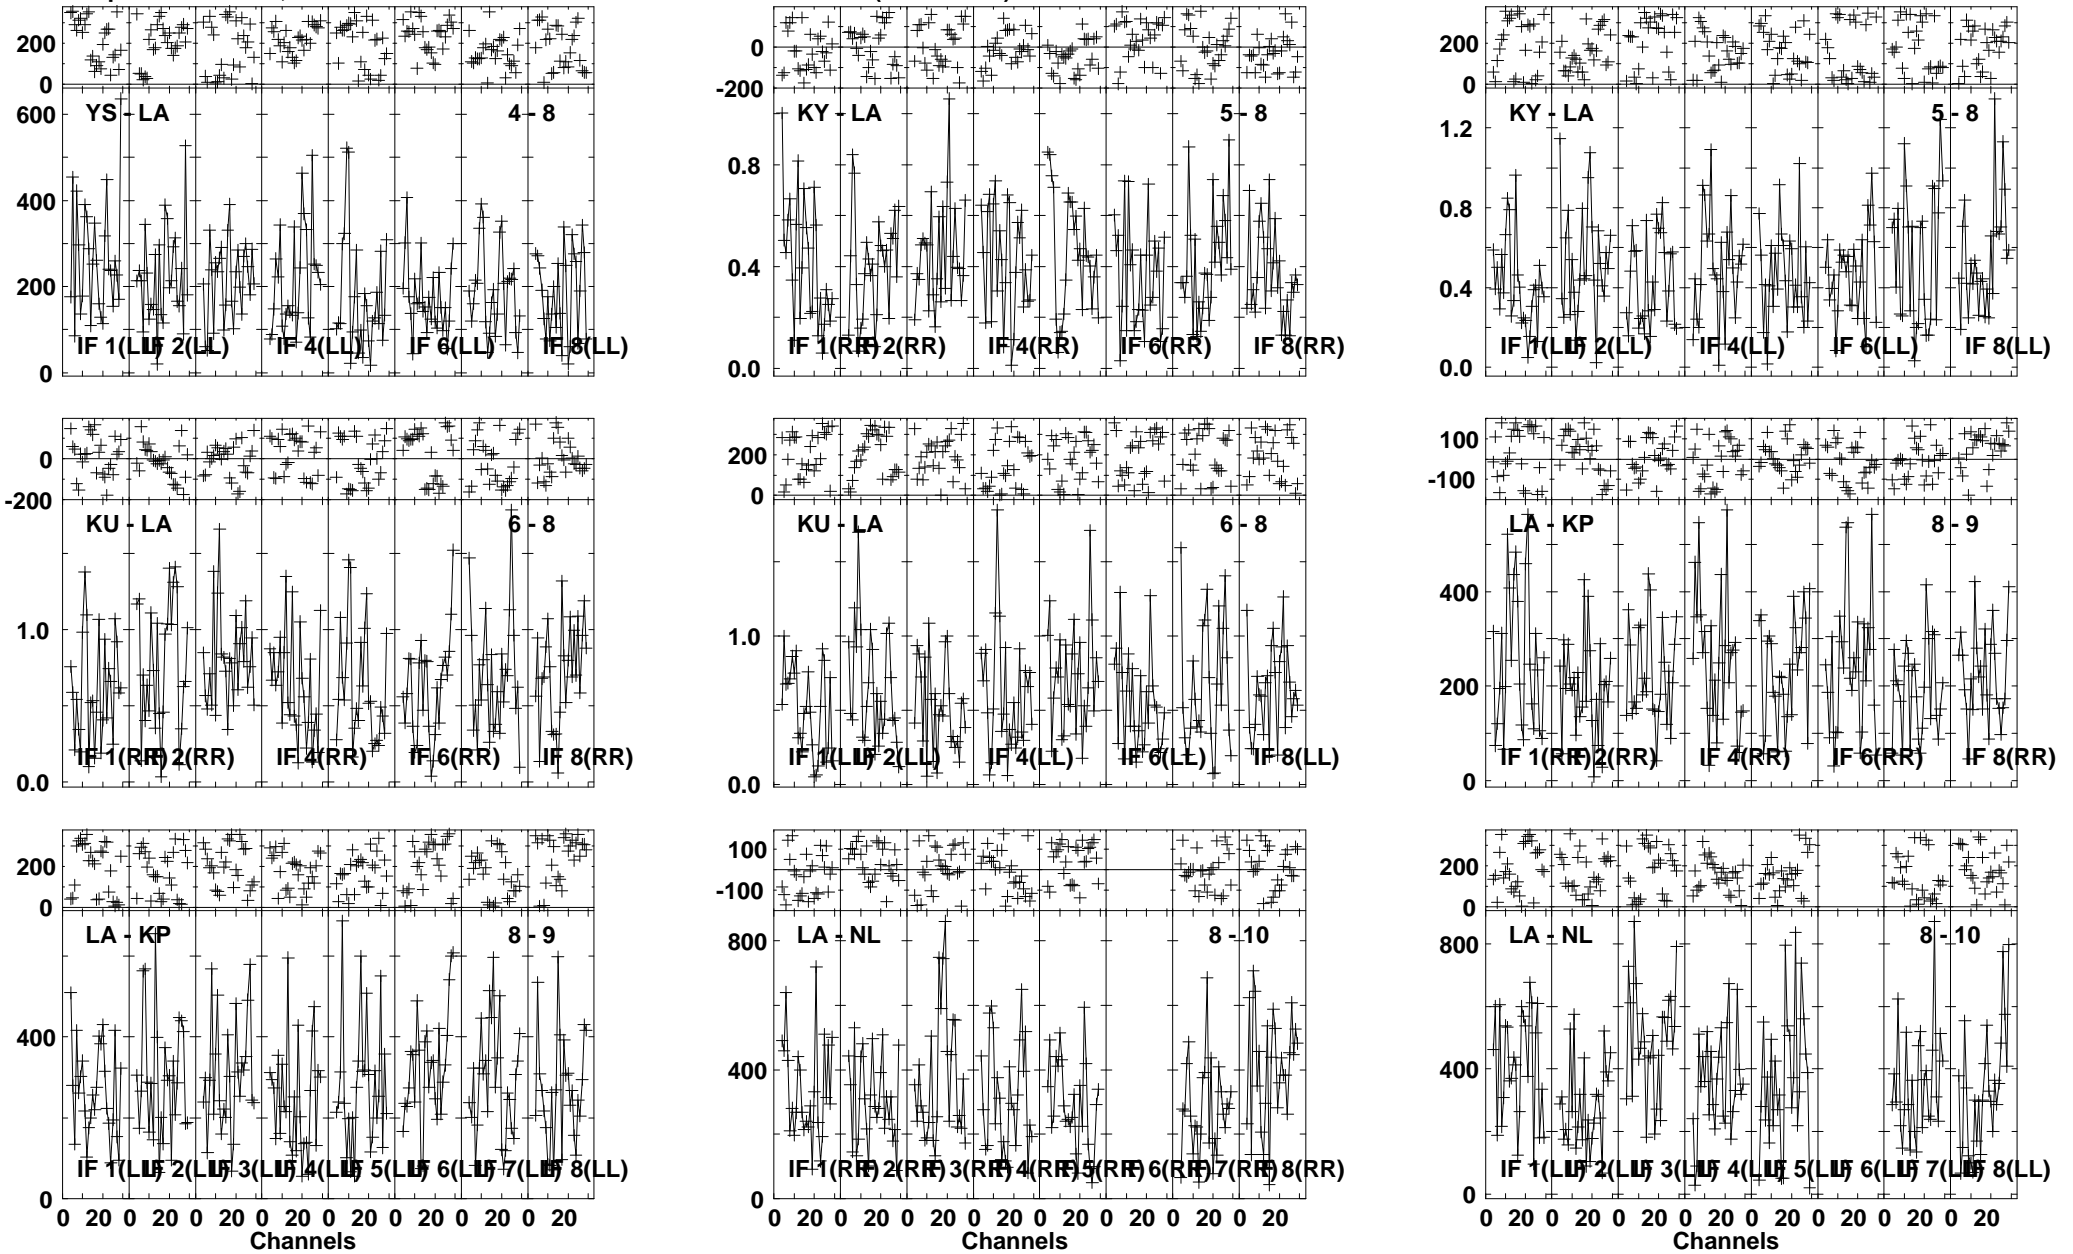 200
0
600
400
200
0
YS - LA 4 - 8
IF 1(LL) IF 2(LL) IF 4(LL) IF 6(LL) IF 8(LL)
0
-200
0.8
0.4
0.0
KY - LA 5 - 8
IF 1(RR) IF 2(RR) IF 4(RR) IF 6(RR) IF 8(RR)
200
0
1.2
0.8
0.4
0.0
KY - LA 5 - 8
IF 1(LL) IF 2(LL) IF 4(LL) IF 6(LL) IF 8(LL)
0
-200
1.0
0.0
KU - LA 6 - 8
IF 1(RR) IF 2(RR) IF 4(RR) IF 6(RR) IF 8(RR)
200
0
1.0
0.0
KU - LA 6 - 8
IF 1(LL) IF 2(LL) IF 4(LL) IF 6(LL) IF 8(LL)
100
-100
400
200
0
LA - KP 8 - 9
IF 1(RR) IF 2(RR) IF 4(RR) IF 6(RR) IF 8(RR)
200
0
400
0
LA - KP 8 - 9
IF 1(LL) IF 2(LL) IF 3(LL) IF 4(LL) IF 5(LL) IF 6(LL) IF 7(LL) IF 8(LL)
0 20 0 20 0 20 0 20 0 20 0 20 0 20 0 20
Channels
100
-100
800
400
0
LA - NL 8 - 10
IF 1(RR) IF 2(RR) IF 3(RR) IF 4(RR) IF 5(RR) IF 6(RR) IF 7(RR) IF 8(RR)
0 20 0 20 0 20 0 20 0 20 0 20 0 20 0 20
Channels
200
0
800
400
0
LA - NL 8 - 10
IF 1(LL) IF 2(LL) IF 3(LL) IF 4(LL) IF 5(LL) IF 6(LL) IF 7(LL) IF 8(LL)
0 20 0 20 0 20 0 20 0 20 0 20 0 20 0 20
Channels